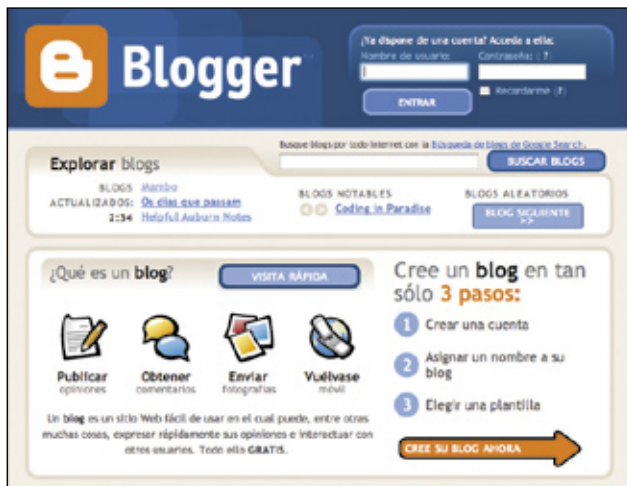 Blogger
¿Ya dispone de una cuenta? Acceda a ella:
Nombre de usuario: Contraseña: (?)
Recordarme (?)
ENTRAR
Busque blogs por todo Internet con la Búsqueda de blogs de Google Search.
Explorar blogs
BUSCAR BLOGS
BLOGS ACTUALIZADOS:
2:34
Mambo
Os dias que passam
Helpful Auburn Notes
BLOGS NOTABLES
Coding in Paradise
BLOGS ALEATORIOS
BLOG SIGUIENTE
>>
¿Qué es un blog?
VISITA RÁPIDA
Publicar
opiniones
Obtener
comentarios
Enviar
fotografías
Vuélvase
móvil
Un blog es un sitio Web fácil de usar en el cual puede, entre otras
muchas cosas, expresar rápidamente sus opiniones e interactuar con
otros usuarios. Todo ello GRATIS.
Cree un blog en tan
sólo 3 pasos:
1 Crear una cuenta
2 Asignar un nombre a su
blog
3 Elegir una plantilla
CREE SU BLOG AHORA